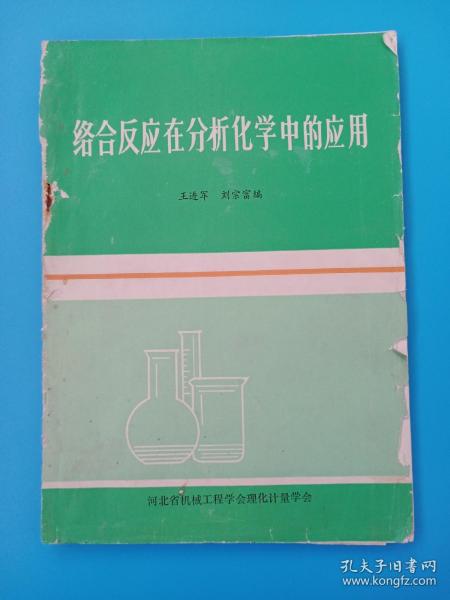 络合反应在分析化学中的应用
王进军 刘宗富编
河北省机械工程学会理化计量学会
孔夫子旧书网
www.kongfz.com